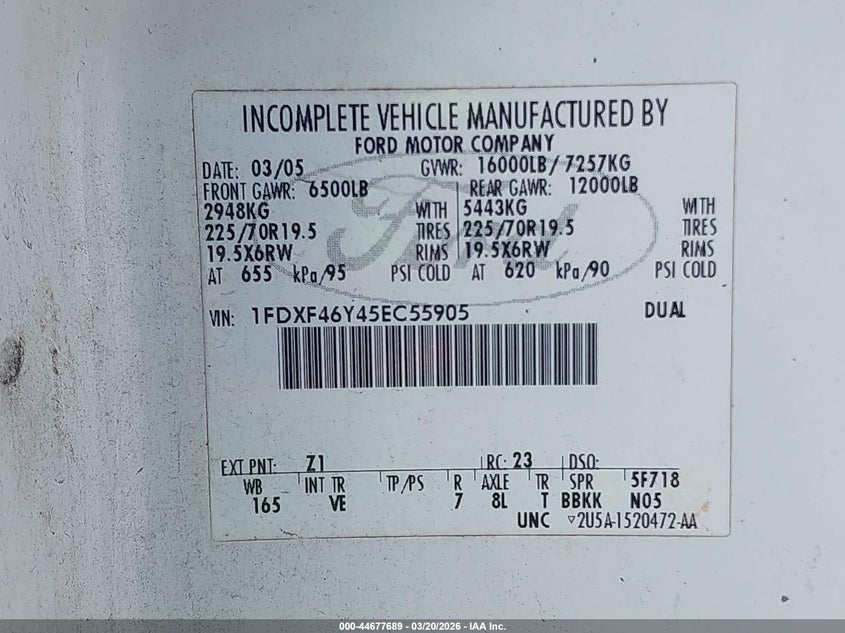 INCOMPLETE VEHICLE MANUFACTURED BY
FORD MOTOR COMPANY
DATE: 03/05 GVWR: 16000LB/7257KG
FRONT GAWR: 6500LB REAR GAWR: 12000LB
2948KG WITH 5443KG WITH
225/70R19.5 TIRES 225/70R19.5 TIRES
19.5X6RW RIMS 19.5X6RW RIMS
AT 655 kPa/95 PSI COLD AT 620 kPa/90 PSI COLD
VIN: 1FDXF46Y45EC55905 DUAL
EXT PNT: Z1 RC: 23 DSO:
WB INT TR TP/PS R AXLE TR SPR 5F718
165 VE 7 8L T BBKK N05
UNC ▽2U5A-1520472-AA
000-44677689 - 03/20/2026 - IAA Inc.